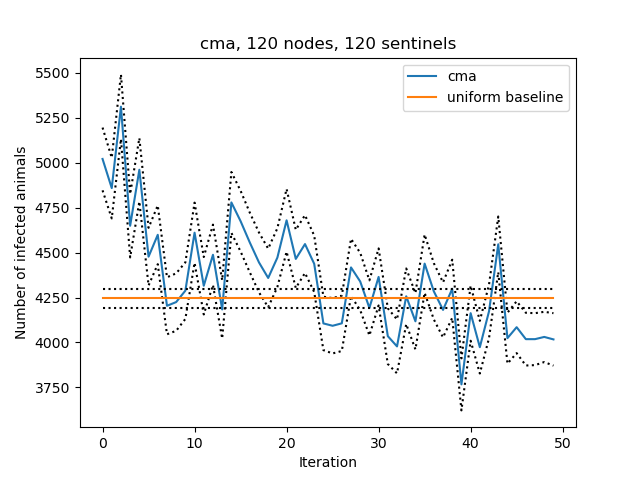 cma, 120 nodes, 120 sentinels
cma
uniform baseline
Number of infected animals
5500
5250
5000
4750
4500
4250
4000
3750
0 10 20 30 40 50
Iteration